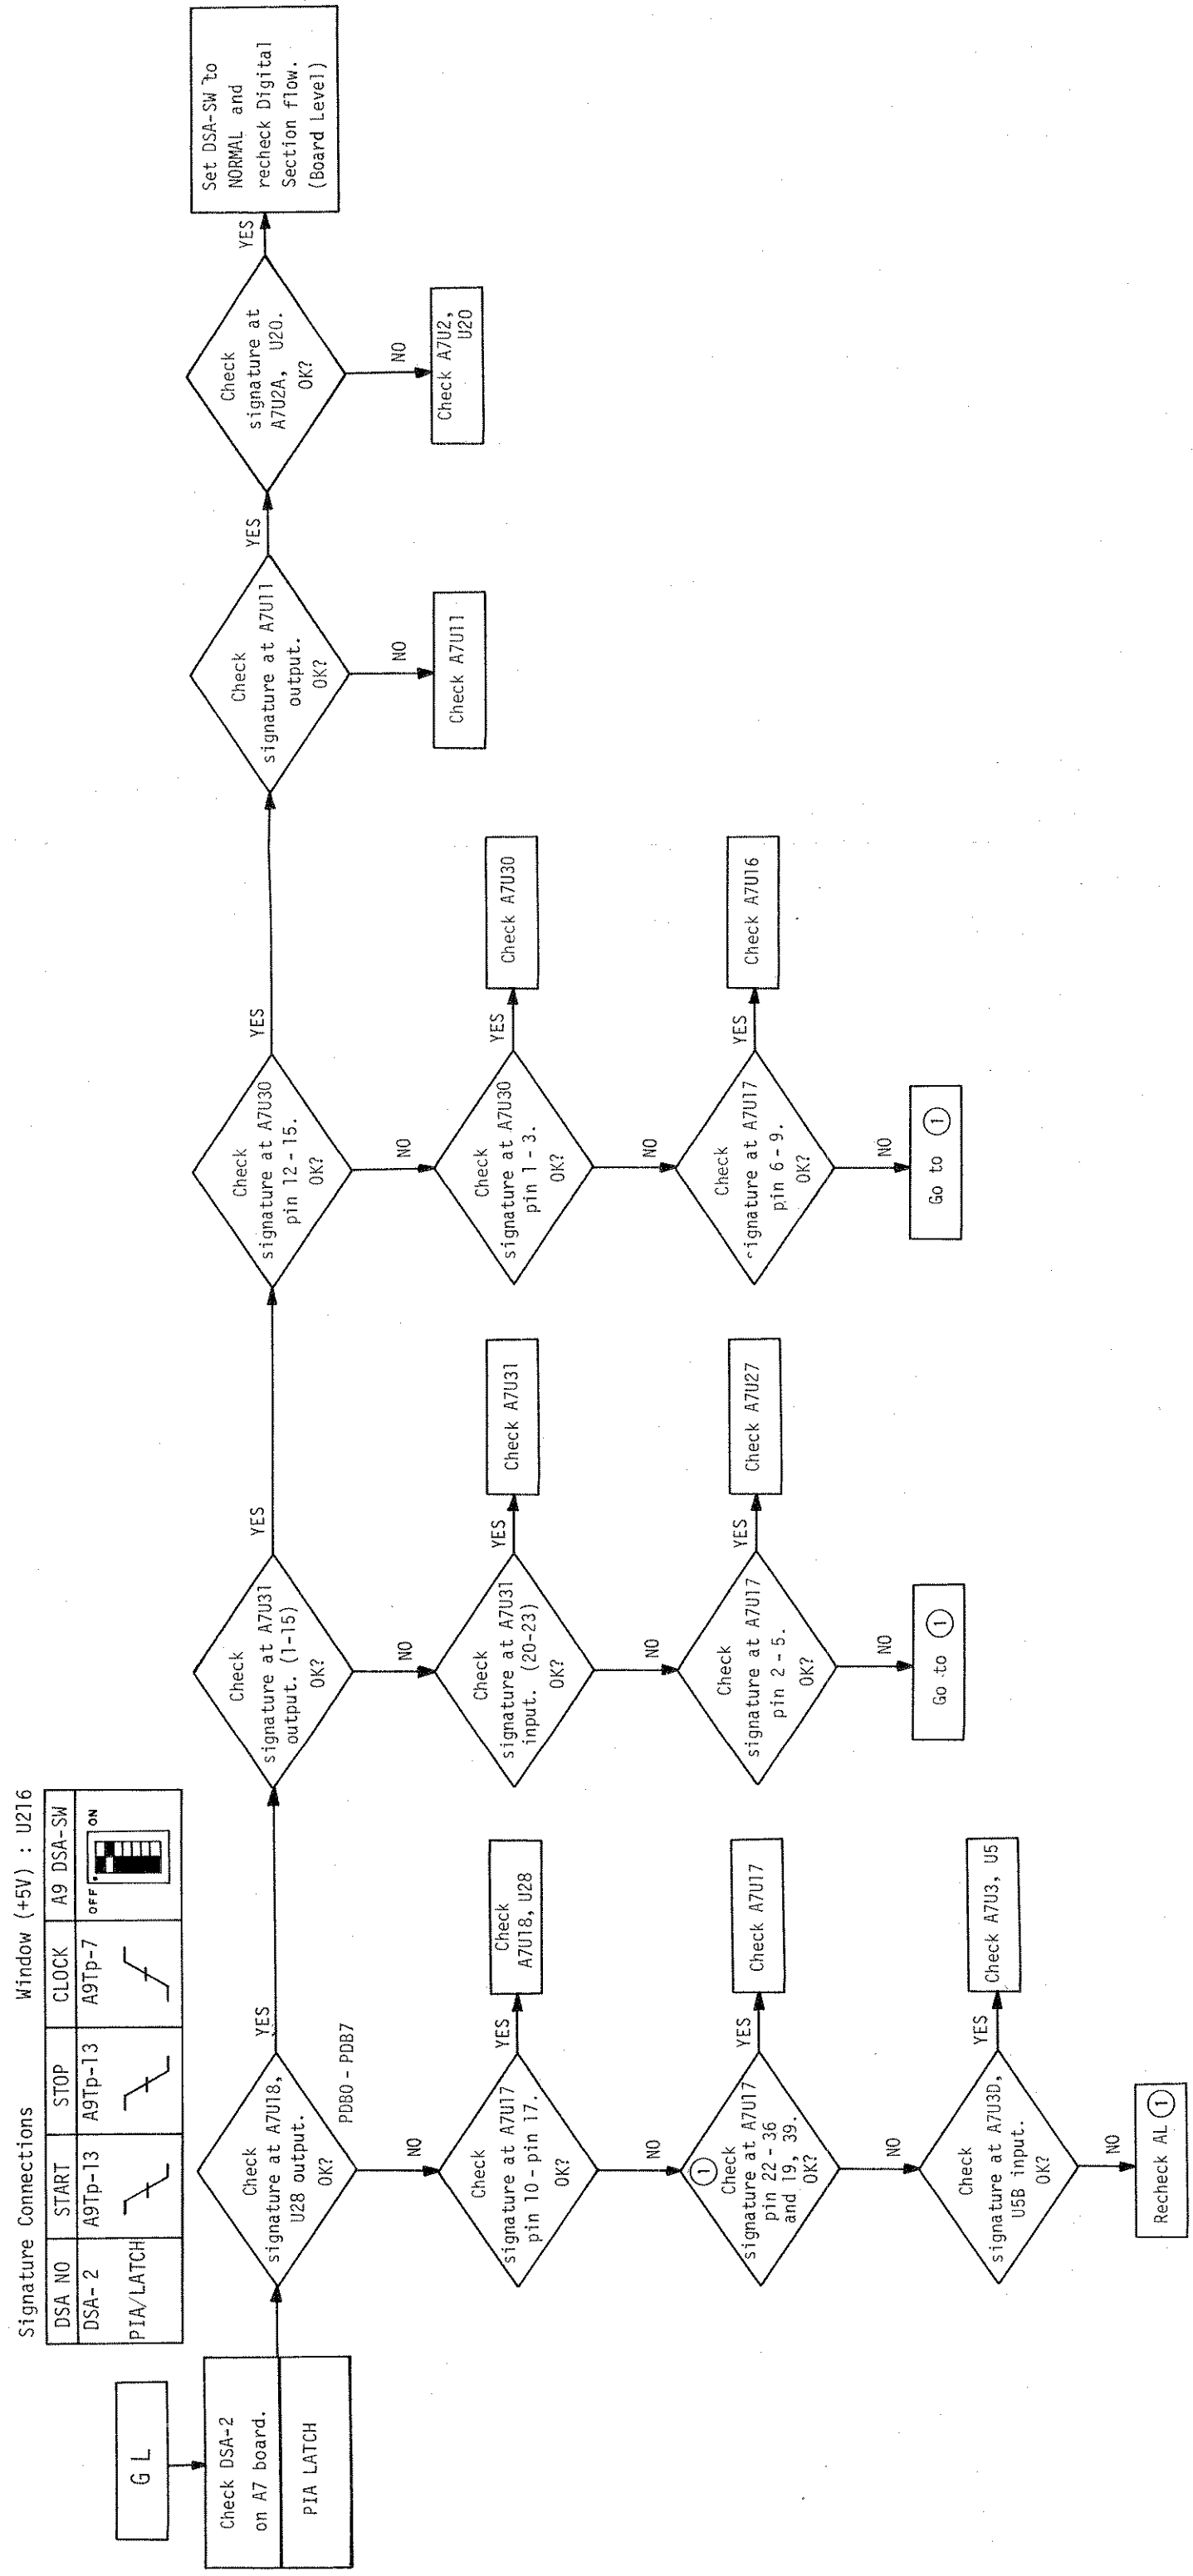 Signature Connections Window (+5V) : U216
DSA NO START STOP CLOCK A9 DSA-SW
DSA- 2 A9Tp-13 A9Tp-13 A9Tp-7 OFF ON
PIA/LATCH
G L
Check DSA-2
on A7 board.
PIA LATCH
Check
signature at A7U18,
U28 output.
OK?
YES
PDB0 - PDB7
NO
Check
signature at A7U17
pin 10 - pin 17.
OK?
YES
Check
A7U18, U28
NO
1
Check
signature at A7U17
pin 22 - 36
and 19, 39.
OK?
YES
Check A7U17
NO
Check
signature at A7U3D,
U5B input.
OK?
YES
Check A7U3, U5
NO
Recheck AL 1
Check
signature at A7U31
output. (1-15)
OK?
YES
NO
Check
signature at A7U31
input. (20-23)
OK?
YES
Check A7U31
NO
Check
signature at A7U17
pin 2 - 5.
OK?
YES
Check A7U27
NO
Go to 1
Check
signature at A7U30
pin 12 - 15.
OK?
YES
NO
Check
signature at A7U30
pin 1 - 3.
OK?
YES
Check A7U30
NO
Check
signature at A7U17
pin 6 - 9.
OK?
YES
Check A7U16
NO
Go to 1
Check
signature at A7U11
output.
OK?
YES
NO
Check A7U11
Check
signature at
A7U2A, U20.
OK?
YES
NO
Check A7U2,
U20
Set DSA-SW to
NORMAL and
recheck Digital
Section flow.
(Board Level)